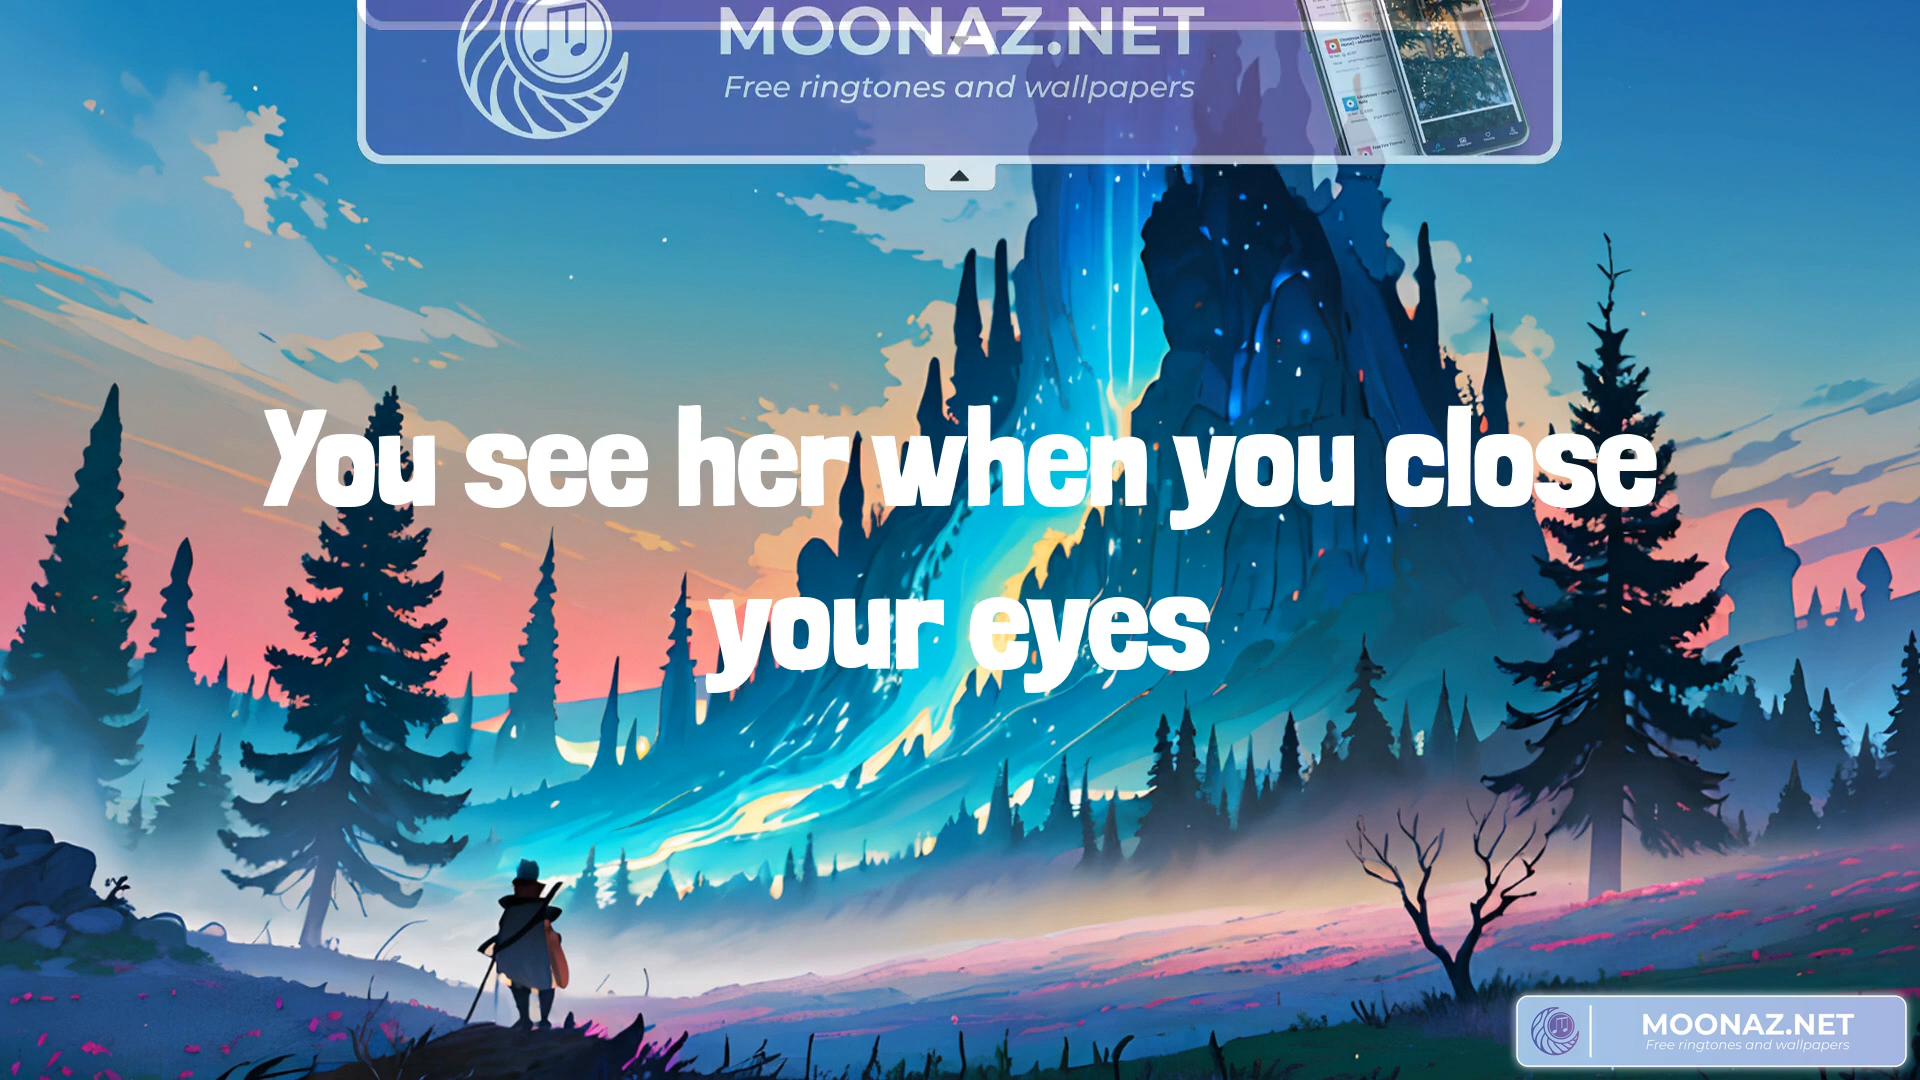 MOONAZ.NET
Free ringtones and wallpapers
You see her when you close
your eyes
MOONAZ.NET
Free ringtones and wallpapers